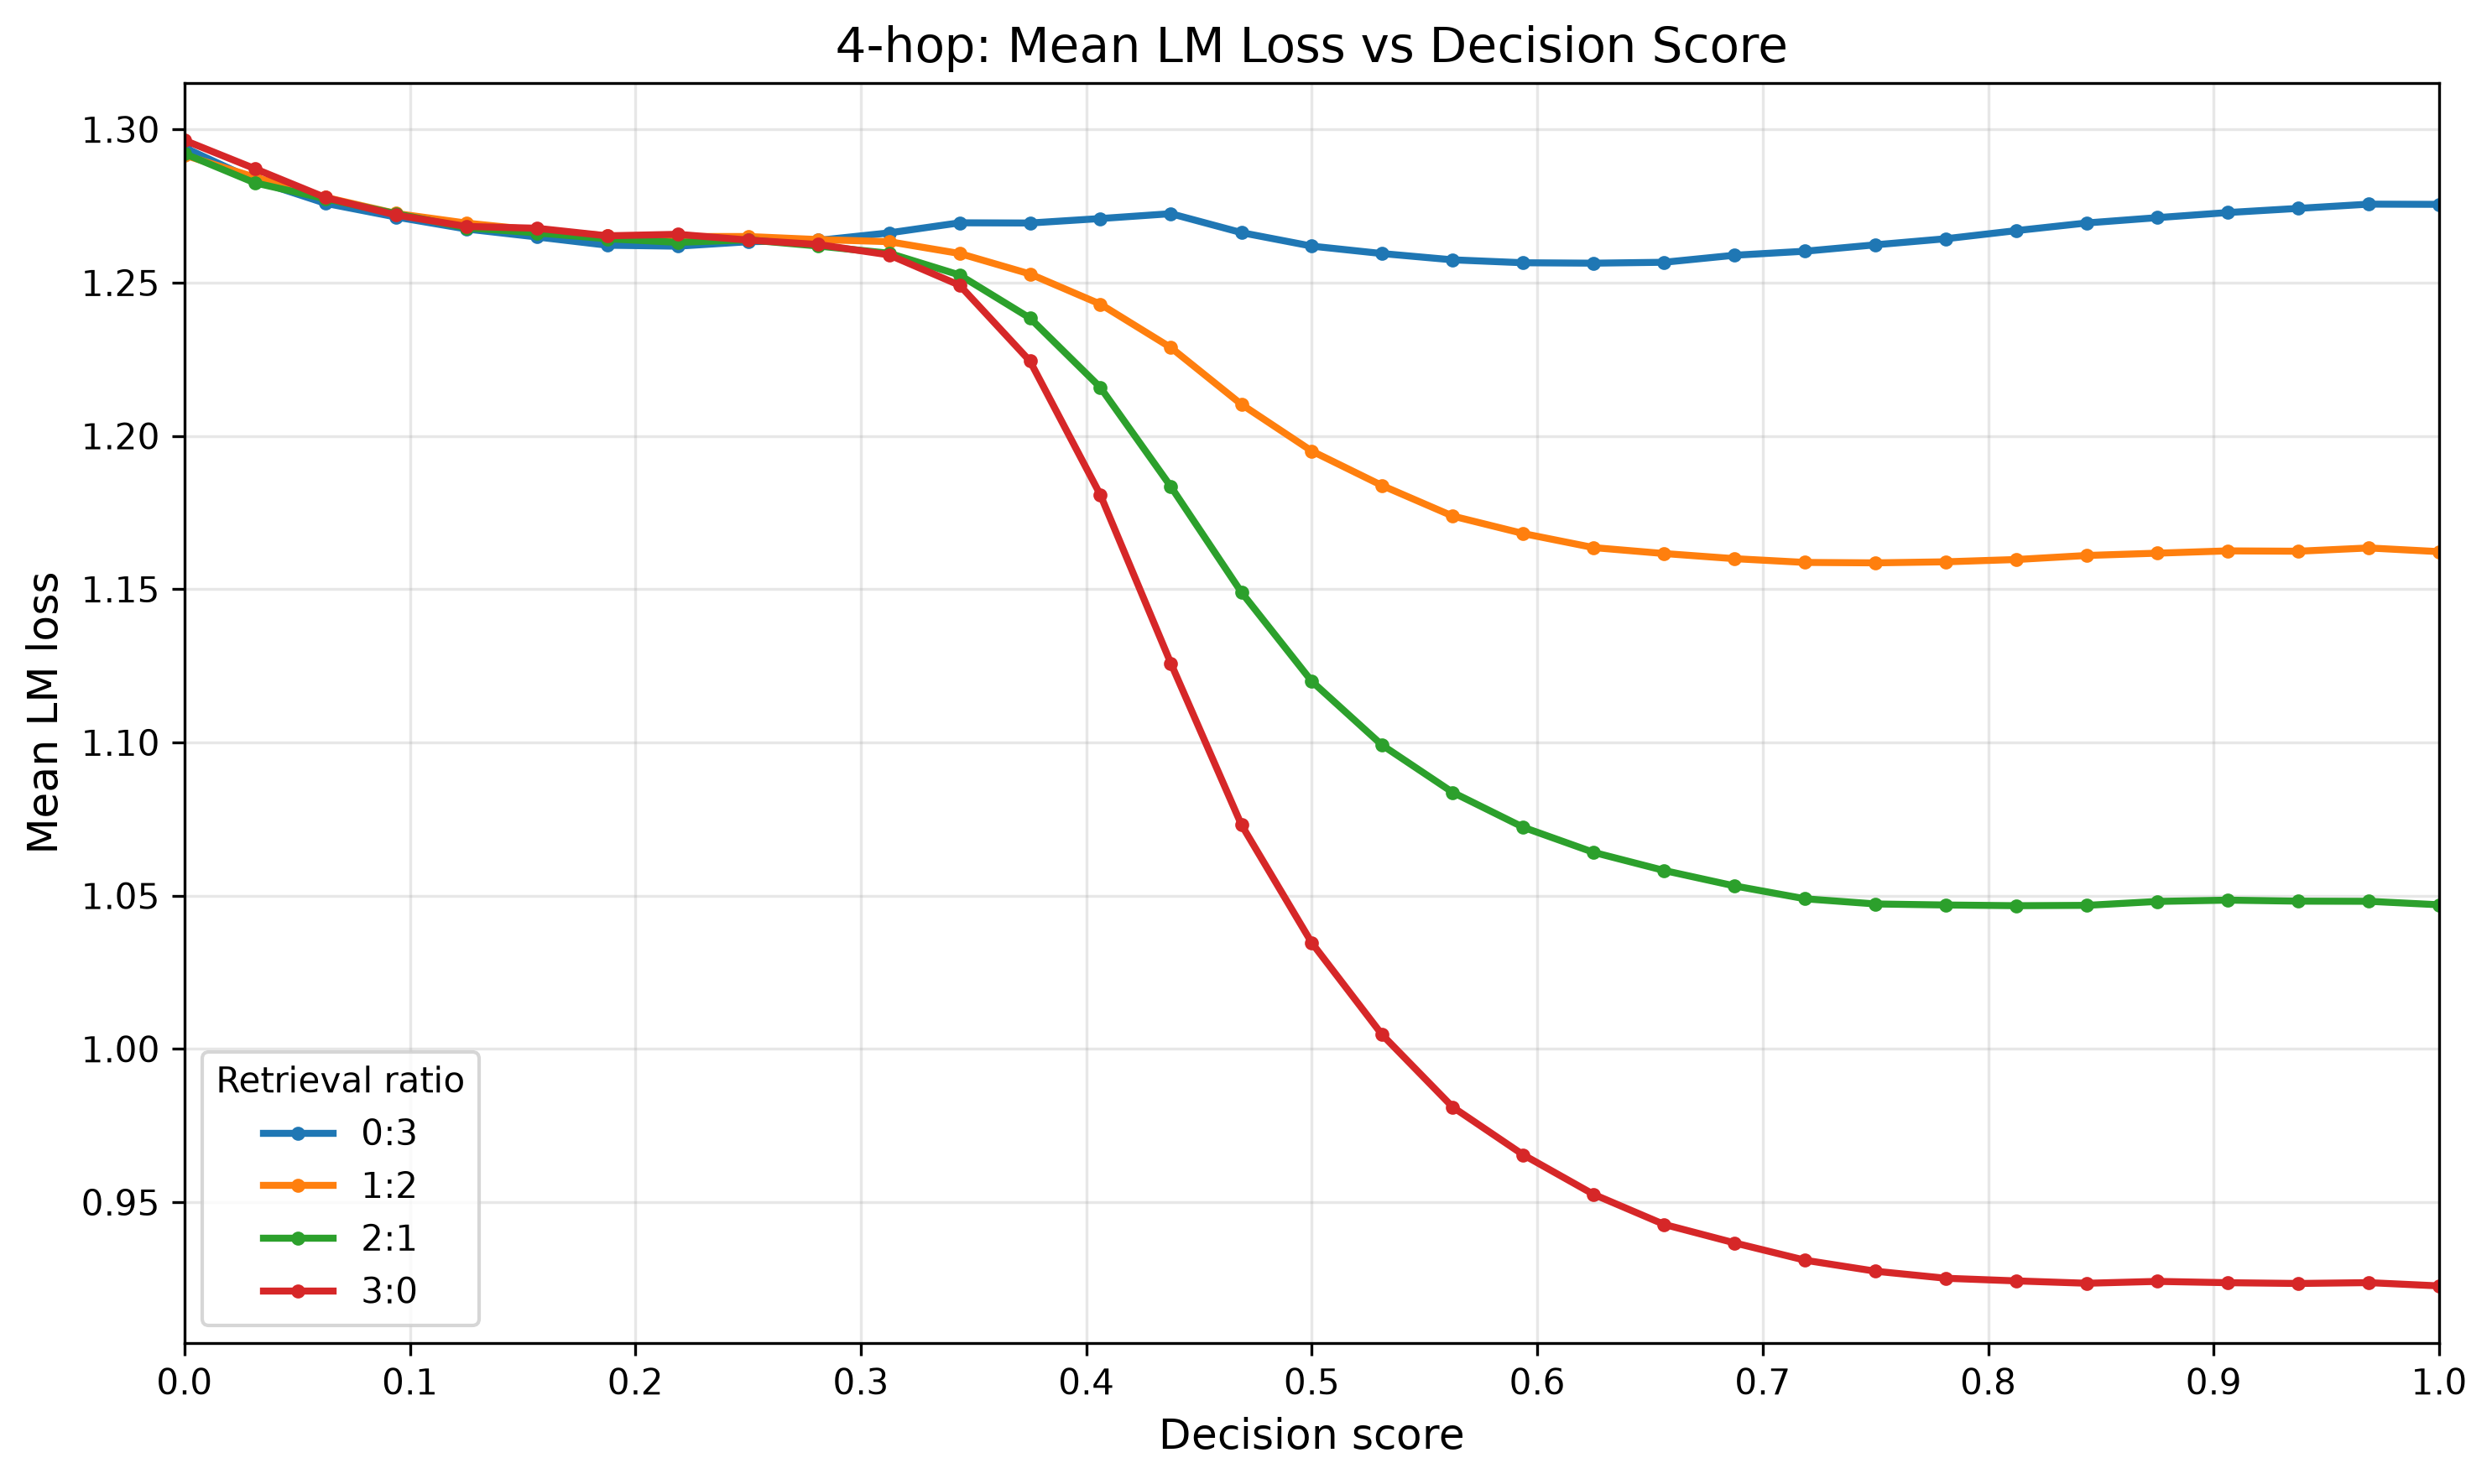 4-hop: Mean LM Loss vs Decision Score
Mean LM loss
1.30
1.25
1.20
1.15
1.10
1.05
1.00
0.95
Retrieval ratio
0:3
1:2
2:1
3:0
0.0 0.1 0.2 0.3 0.4 0.5 0.6 0.7 0.8 0.9 1.0
Decision score